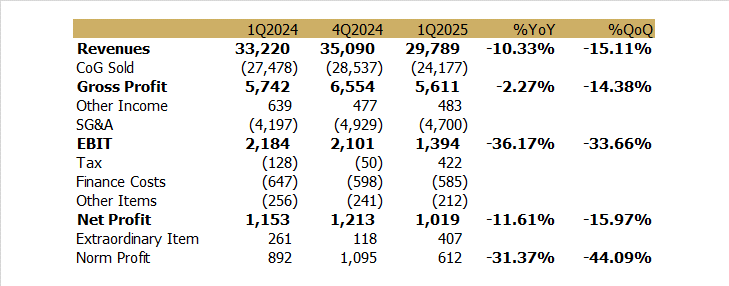 1Q2024 4Q2024 1Q2025 %YoY %QoQ
Revenues 33,220 35,090 29,789 -10.33% -15.11%
CoG Sold (27,478) (28,537) (24,177)
Gross Profit 5,742 6,554 5,611 -2.27% -14.38%
Other Income 639 477 483
SG&A (4,197) (4,929) (4,700)
EBIT 2,184 2,101 1,394 -36.17% -33.66%
Tax (128) (50) 422
Finance Costs (647) (598) (585)
Other Items (256) (241) (212)
Net Profit 1,153 1,213 1,019 -11.61% -15.97%
Extraordinary Item 261 118 407
Norm Profit 892 1,095 612 -31.37% -44.09%